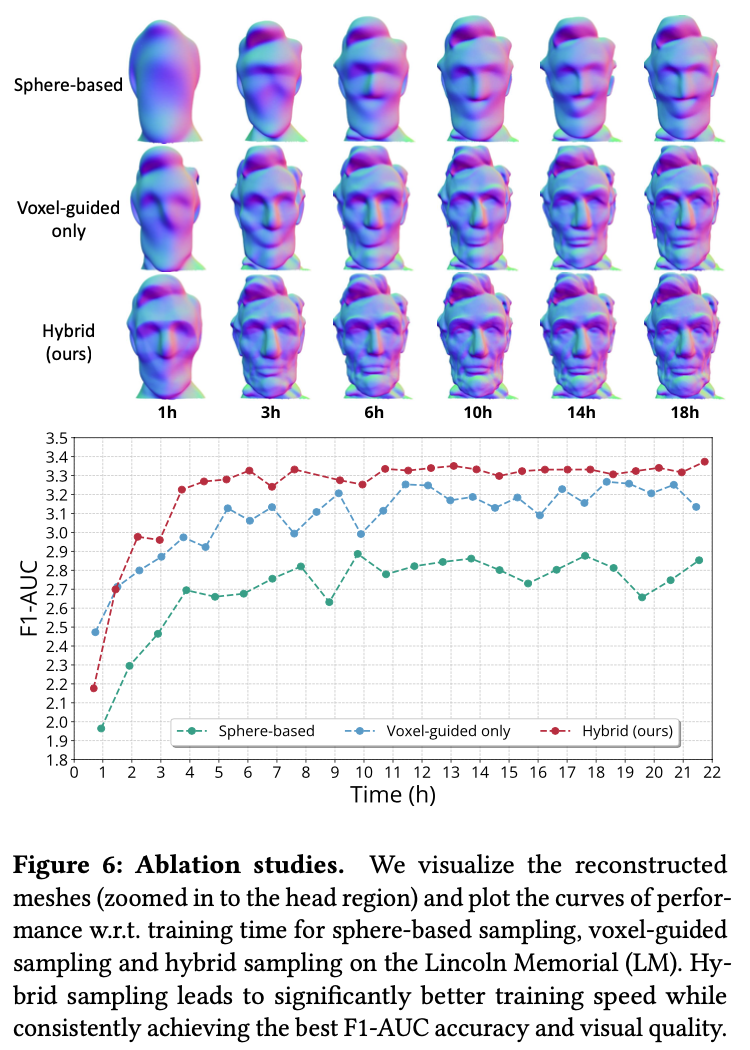 Sphere-based
Voxel-guided
only
Hybrid
(ours)
1h 3h 6h 10h 14h 18h
3.5
3.4
3.3
3.2
3.1
3.0
2.9
2.8
2.7
2.6
2.5
2.4
2.3
2.2
2.1
2.0
1.9
1.8
F1-AUC
Sphere-based Voxel-guided only Hybrid (ours)
0 1 2 3 4 5 6 7 8 9 10 11 12 13 14 15 16 17 18 19 20 21 22
Time (h)
Figure 6: Ablation studies. We visualize the reconstructed
meshes (zoomed in to the head region) and plot the curves of perfor-
mance w.r.t. training time for sphere-based sampling, voxel-guided
sampling and hybrid sampling on the Lincoln Memorial (LM). Hy-
brid sampling leads to significantly better training speed while
consistently achieving the best F1-AUC accuracy and visual quality.